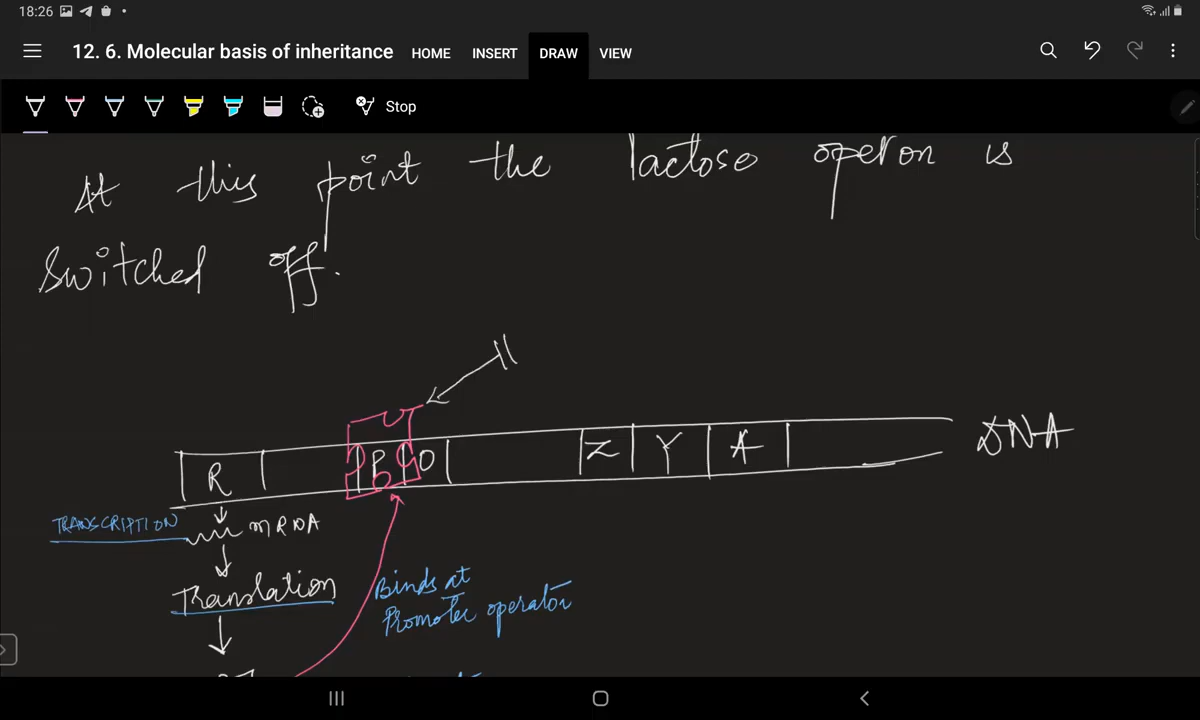 18:26
12. 6. Molecular basis of inheritance HOME INSERT DRAW VIEW
Stop
At this point the lactose operon is
switched off.
R P O Z Y A DNA
TRANSCRIPTION mRNA
Translation
Binds at
Promoter operator